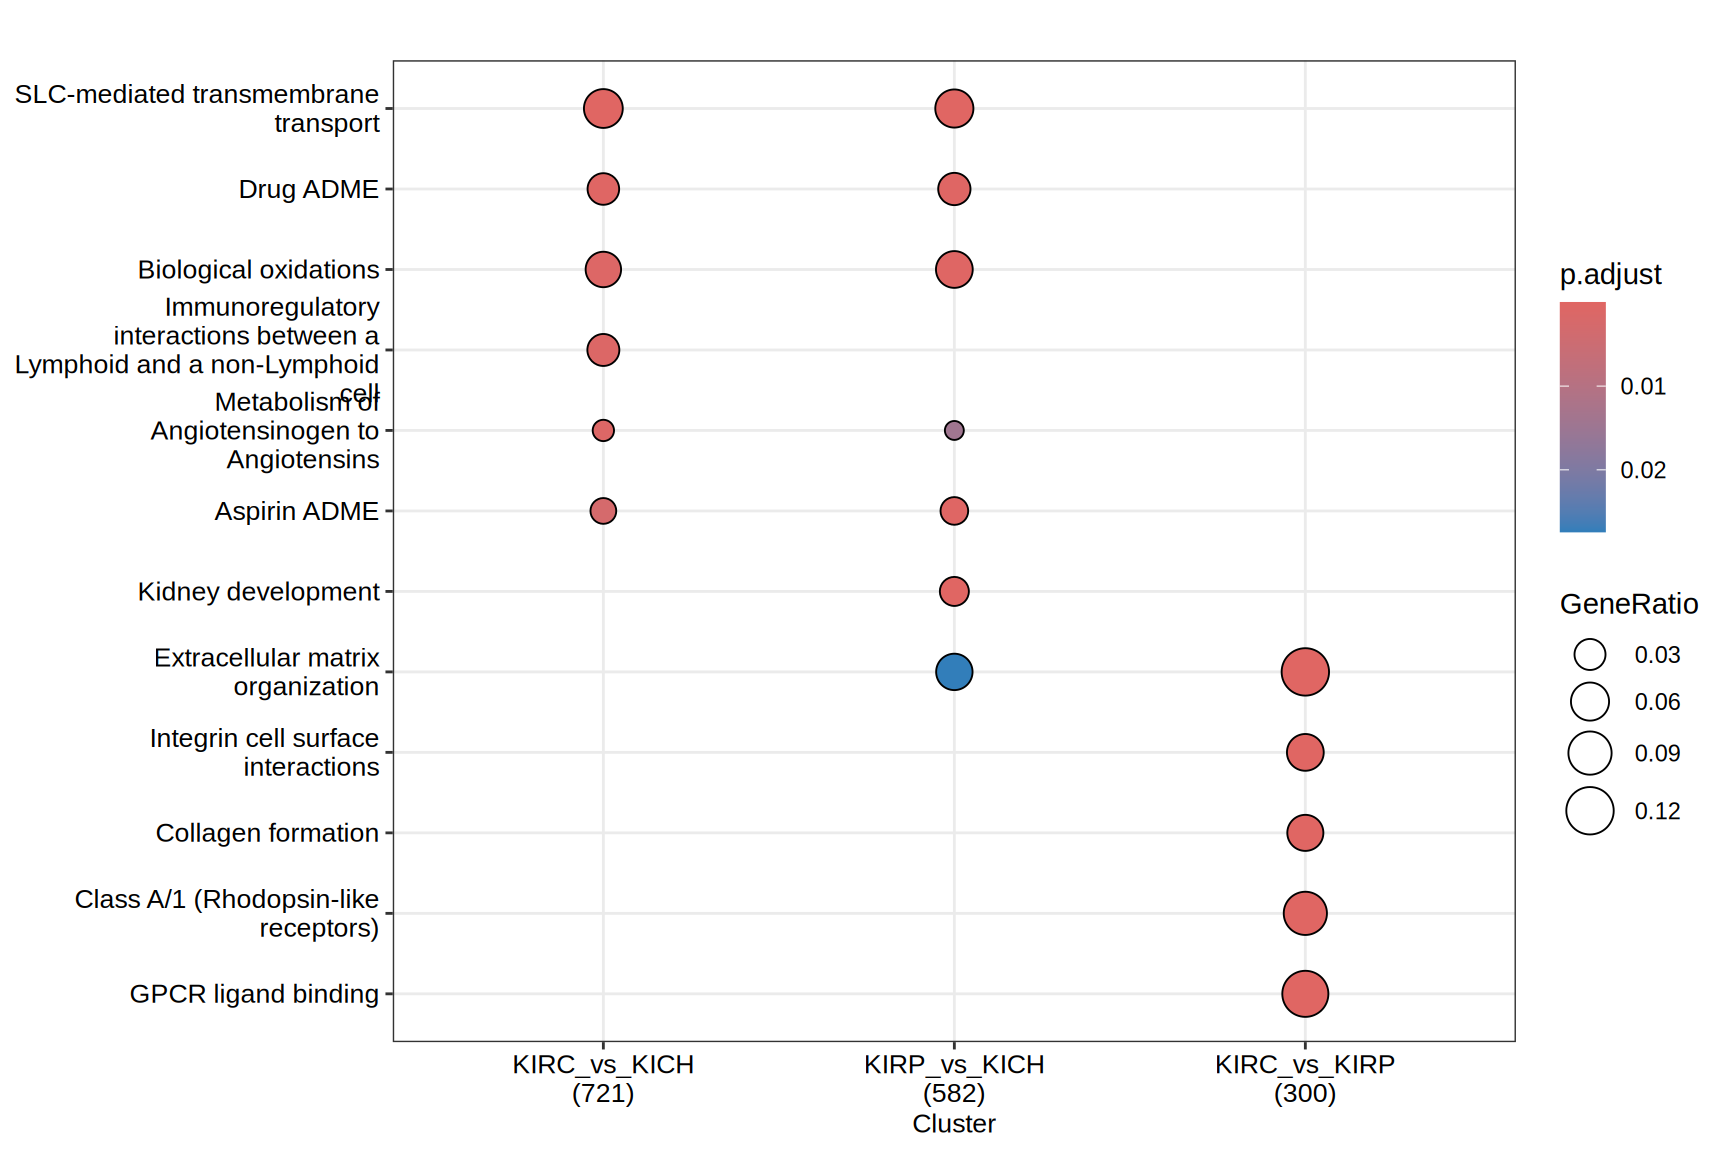 SLC-mediated transmembrane
transport
Drug ADME
Biological oxidations
Immunoregulatory
interactions between a
Lymphoid and a non-Lymphoid
cell
Metabolism of
Angiotensinogen to
Angiotensins
Aspirin ADME
Kidney development
Extracellular matrix
organization
Integrin cell surface
interactions
Collagen formation
Class A/1 (Rhodopsin-like
receptors)
GPCR ligand binding
KIRC_vs_KICH
(721)
KIRP_vs_KICH
(582)
KIRC_vs_KIRP
(300)
Cluster
p.adjust
0.01
0.02
GeneRatio
0.03
0.06
0.09
0.12